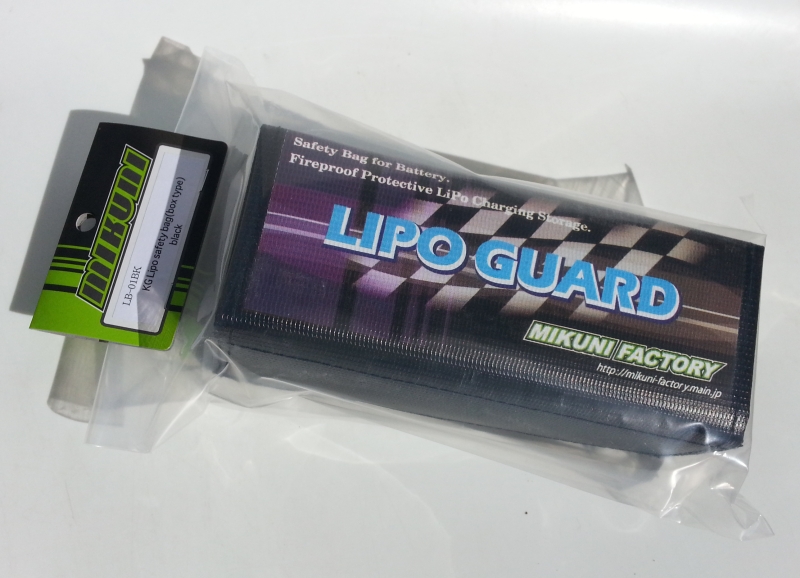 MIKUNI
LB-01BK
KG Lipo safety bag(box type)
black
Safety Bag for Battery.
Fireproof Protective LiPo Charging Storage.
LIPO GUARD
MIKUNI FACTORY
http://mikuni-factory.main.jp